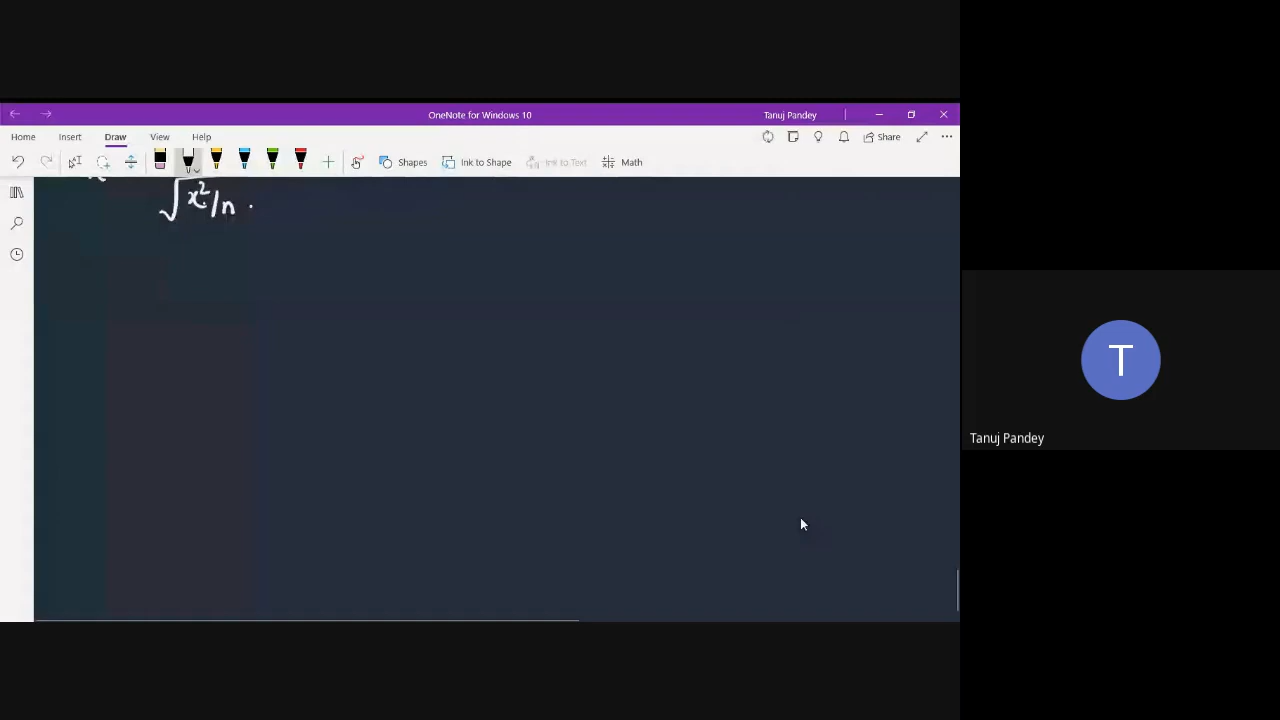 OneNote for Windows 10
Tanuj Pandey
Home Insert Draw View Help
Share
Shapes Ink to Shape Ink to Text Math
√x²/n .
T
Tanuj Pandey